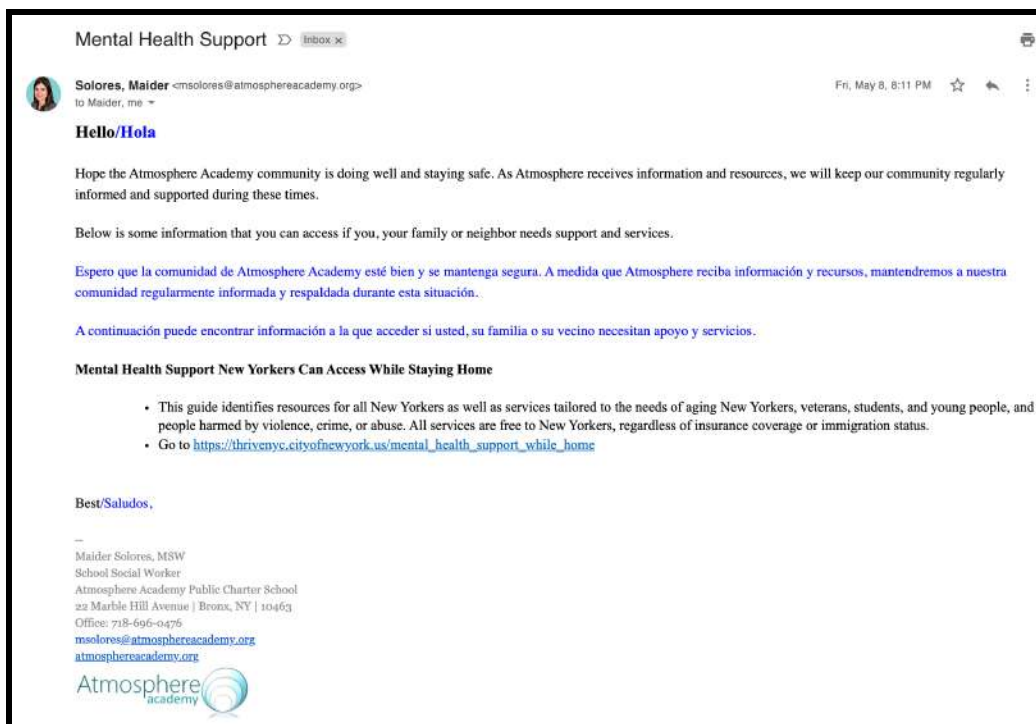 Mental Health Support Inbox x
Solores, Maider <msolores@atmosphereacademy.org> Fri, May 8, 8:11 PM
to Maider, me
Hello/Hola
Hope the Atmosphere Academy community is doing well and staying safe. As Atmosphere receives information and resources, we will keep our community regularly
informed and supported during these times.
Below is some information that you can access if you, your family or neighbor needs support and services.
Espero que la comunidad de Atmosphere Academy esté bien y se mantenga segura. A medida que Atmosphere reciba información y recursos, mantendremos a nuestra
comunidad regularmente informada y respaldada durante esta situación.
A continuación puede encontrar información a la que acceder si usted, su familia o su vecino necesitan apoyo y servicios.
Mental Health Support New Yorkers Can Access While Staying Home
• This guide identifies resources for all New Yorkers as well as services tailored to the needs of aging New Yorkers, veterans, students, and young people, and
people harmed by violence, crime, or abuse. All services are free to New Yorkers, regardless of insurance coverage or immigration status.
• Go to https://thrivenyc.cityofnewyork.us/mental_health_support_while_home
Best/Saludos,
--
Maider Solores, MSW
School Social Worker
Atmosphere Academy Public Charter School
22 Marble Hill Avenue | Bronx, NY | 10463
Office: 718-696-0476
msolores@atmosphereacademy.org
atmosphereacademy.org
Atmosphere
academy